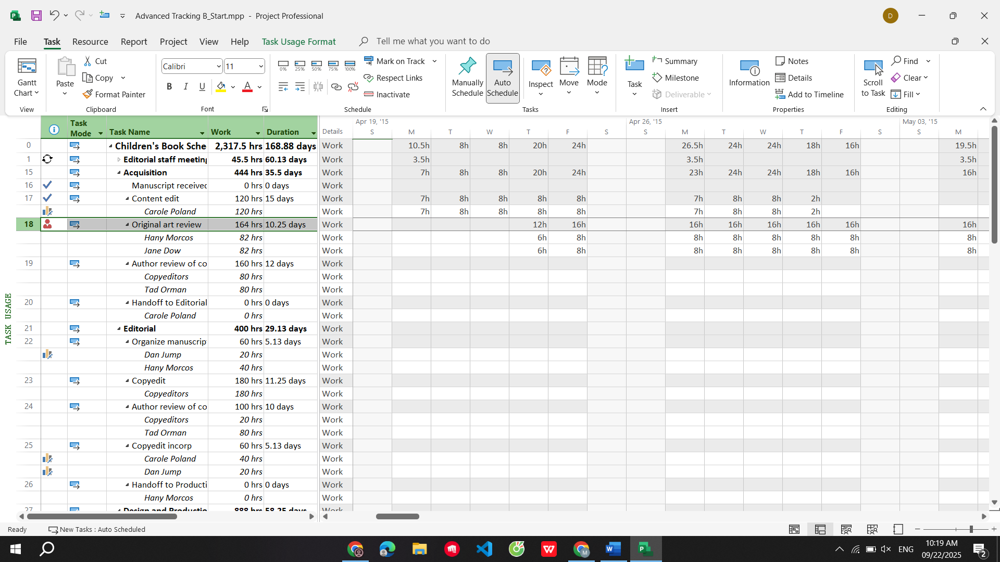 Advanced Tracking B_Start.mpp - Project Professional
D
File Task Resource Report Project View Help Task Usage Format Tell me what you want to do
Gantt Chart
View
Paste
Cut
Copy
Format Painter
Clipboard
Calibri 11
B I U A
Font
0% 25% 50% 75% 100%
Mark on Track
Respect Links
Inactivate
Schedule
Manually Schedule
Auto Schedule
Inspect
Move
Mode
Tasks
Task
Summary
Milestone
Deliverable
Insert
Information
Notes
Details
Add to Timeline
Properties
Scroll to Task
Find
Clear
Fill
Editing
Task Mode Task Name Work Duration Details Apr 19, '15 Apr 26, '15 May 03, '15
S M T W T F S S M T W T F S S M
0 Children's Book Sche 2,317.5 hrs 168.88 days Work 10.5h 8h 8h 20h 24h 26.5h 24h 24h 18h 16h 19.5h
1 Editorial staff meeting 45.5 hrs 60.13 days Work 3.5h 3.5h 3.5h
15 Acquisition 444 hrs 35.5 days Work 7h 8h 8h 20h 24h 23h 24h 24h 18h 16h 16h
16 Manuscript received 0 hrs 0 days Work
17 Content edit 120 hrs 15 days Work 7h 8h 8h 8h 8h 7h 8h 8h 2h
Carole Poland 120 hrs Work 7h 8h 8h 8h 8h 7h 8h 8h 2h
18 Original art review 164 hrs 10.25 days Work 12h 16h 16h 16h 16h 16h 16h 16h
Hany Morcos 82 hrs Work 6h 8h 8h 8h 8h 8h 8h 8h
Jane Dow 82 hrs Work 6h 8h 8h 8h 8h 8h 8h 8h
19 Author review of co 160 hrs 12 days Work
Copyeditors 80 hrs Work
Tad Orman 80 hrs Work
20 Handoff to Editorial 0 hrs 0 days Work
Carole Poland 0 hrs Work
21 Editorial 400 hrs 29.13 days Work
22 Organize manuscrip 60 hrs 5.13 days Work
Dan Jump 20 hrs Work
Hany Morcos 40 hrs Work
23 Copyedit 180 hrs 11.25 days Work
Copyeditors 180 hrs Work
24 Author review of co 100 hrs 10 days Work
Copyeditors 20 hrs Work
Tad Orman 80 hrs Work
25 Copyedit incorp 60 hrs 5.13 days Work
Carole Poland 40 hrs Work
Dan Jump 20 hrs Work
26 Handoff to Producti 0 hrs 0 days Work
Hany Morcos 0 hrs Work
27 Design and Productio 888 hrs 58.25 days Work
TASK USAGE
Ready New Tasks : Auto Scheduled
ENG
10:19 AM
09/22/2025
2